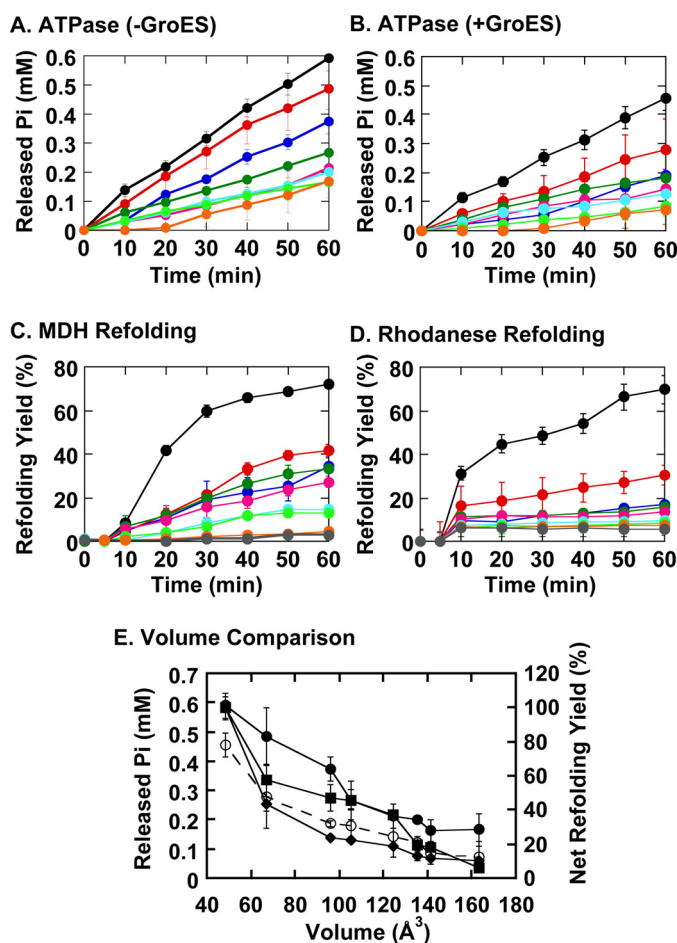 A. ATPase (-GroES)
B. ATPase (+GroES)
Released Pi (mM)
0.6
0.5
0.4
0.3
0.2
0.1
0
0 10 20 30 40 50 60
Time (min)
Released Pi (mM)
0.6
0.5
0.4
0.3
0.2
0.1
0
0 10 20 30 40 50 60
Time (min)
C. MDH Refolding
D. Rhodanese Refolding
Refolding Yield (%)
80
60
40
20
0
0 10 20 30 40 50 60
Time (min)
Refolding Yield (%)
80
60
40
20
0
0 10 20 30 40 50 60
Time (min)
E. Volume Comparison
Released Pi (mM)
0.7
0.6
0.5
0.4
0.3
0.2
0.1
0
120
100
80
60
40
20
0
Net Refolding Yield (%)
40 60 80 100 120 140 160 180
Volume (Å³)